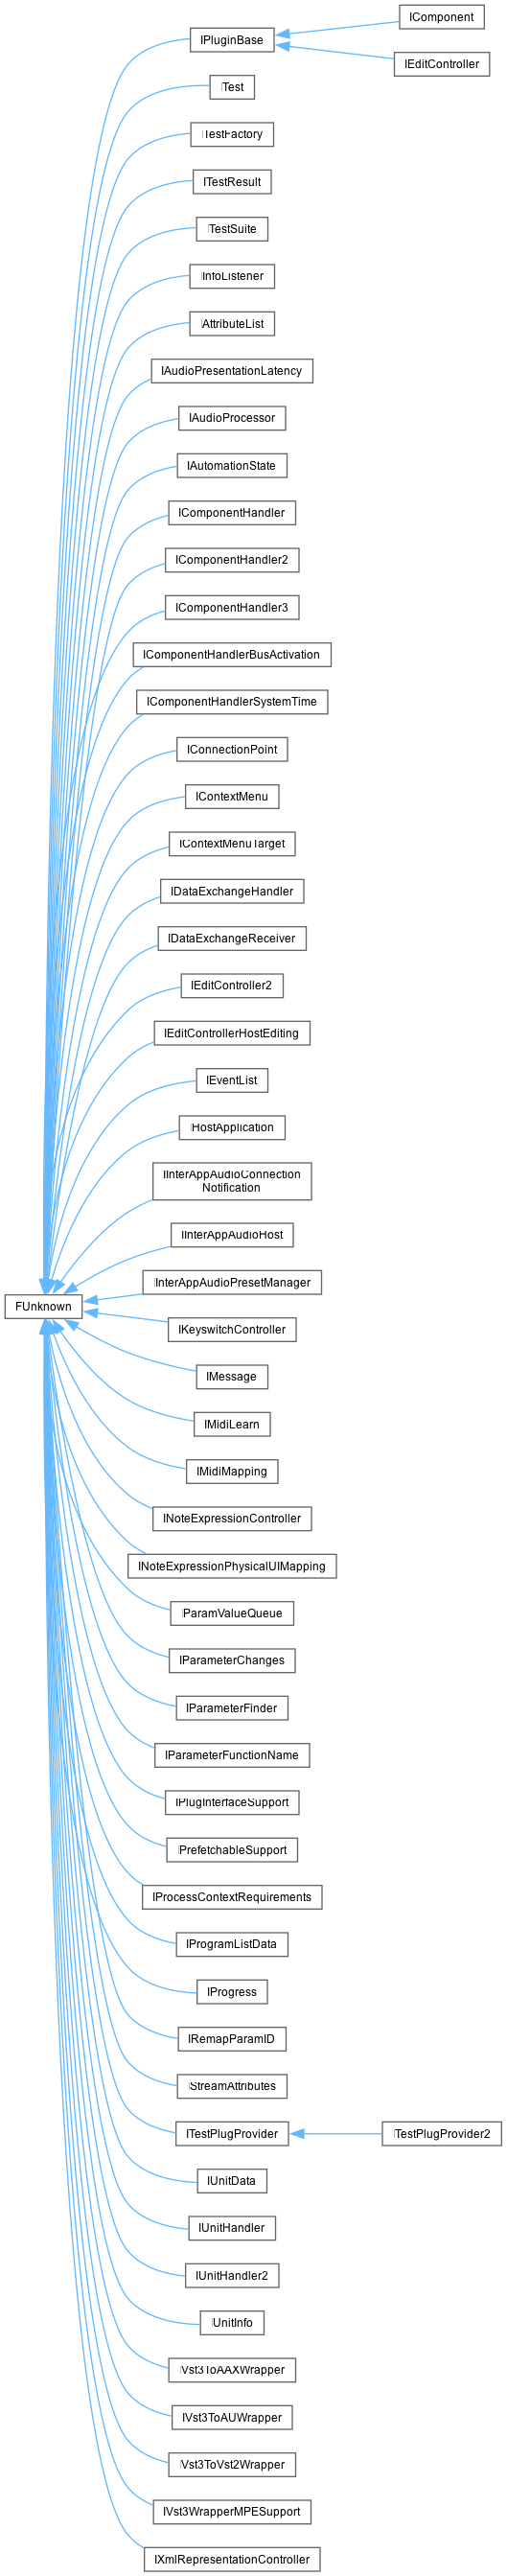 IComponent
IPluginBase
IEditController
ITest
ITestFactory
ITestResult
ITestSuite
IInfoListener
IAttributeList
IAudioPresentationLatency
IAudioProcessor
IAutomationState
IComponentHandler
IComponentHandler2
IComponentHandler3
IComponentHandlerBusActivation
IComponentHandlerSystemTime
IConnectionPoint
IContextMenu
IContextMenuTarget
IDataExchangeHandler
IDataExchangeReceiver
IEditController2
IEditControllerHostEditing
IEventList
IHostApplication
IInterAppAudioConnection
Notification
IInterAppAudioHost
IInterAppAudioPresetManager
FUnknown
IKeyswitchController
IMessage
IMidiLearn
IMidiMapping
INoteExpressionController
INoteExpressionPhysicalUIMapping
IParamValueQueue
IParameterChanges
IParameterFinder
IParameterFunctionName
IPlugInterfaceSupport
IPrefetchableSupport
IProcessContextRequirements
IProgramListData
IProgress
IRemapParamID
IStreamAttributes
ITestPlugProvider
ITestPlugProvider2
IUnitData
IUnitHandler
IUnitHandler2
IUnitInfo
IVst3ToAAXWrapper
IVst3ToAUWrapper
IVst3ToVst2Wrapper
IVst3WrapperMPESupport
IXmlRepresentationController